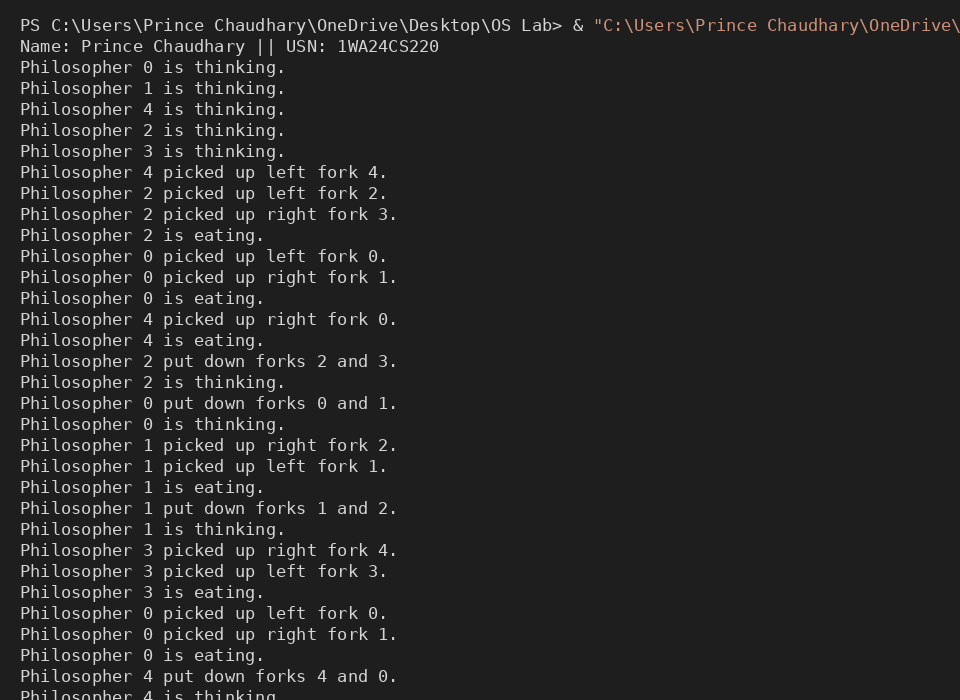 PS C:\Users\Prince Chaudhary\OneDrive\Desktop\OS Lab> & "C:\Users\Prince Chaudhary\OneDrive\
Name: Prince Chaudhary || USN: 1WA24CS220
Philosopher 0 is thinking.
Philosopher 1 is thinking.
Philosopher 4 is thinking.
Philosopher 2 is thinking.
Philosopher 3 is thinking.
Philosopher 4 picked up left fork 4.
Philosopher 2 picked up left fork 2.
Philosopher 2 picked up right fork 3.
Philosopher 2 is eating.
Philosopher 0 picked up left fork 0.
Philosopher 0 picked up right fork 1.
Philosopher 0 is eating.
Philosopher 4 picked up right fork 0.
Philosopher 4 is eating.
Philosopher 2 put down forks 2 and 3.
Philosopher 2 is thinking.
Philosopher 0 put down forks 0 and 1.
Philosopher 0 is thinking.
Philosopher 1 picked up right fork 2.
Philosopher 1 picked up left fork 1.
Philosopher 1 is eating.
Philosopher 1 put down forks 1 and 2.
Philosopher 1 is thinking.
Philosopher 3 picked up right fork 4.
Philosopher 3 picked up left fork 3.
Philosopher 3 is eating.
Philosopher 0 picked up left fork 0.
Philosopher 0 picked up right fork 1.
Philosopher 0 is eating.
Philosopher 4 put down forks 4 and 0.
Philosopher 4 is thinking